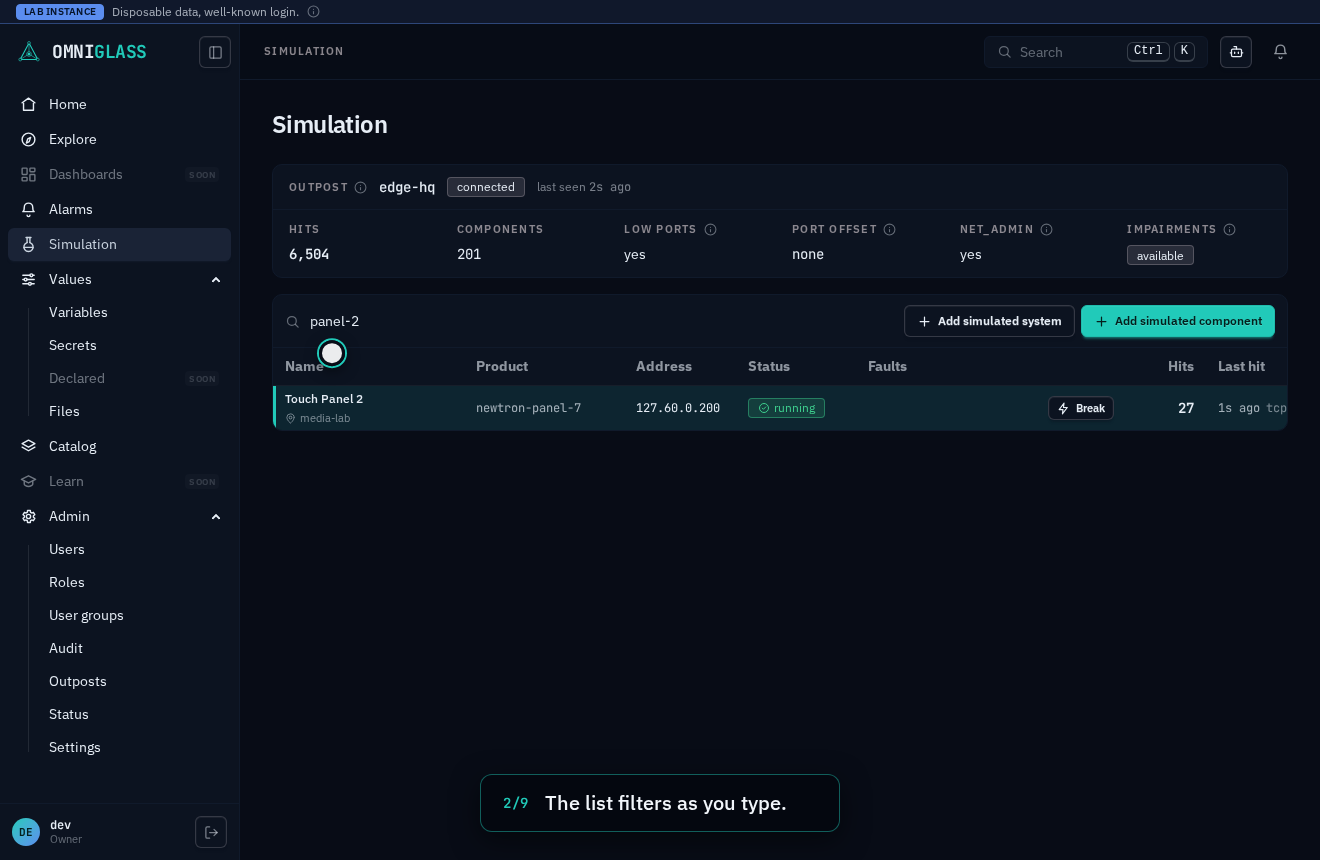 LAB INSTANCE Disposable data, well-known login.
OMNIGLASS
SIMULATION
Search Ctrl K
Home
Explore
Dashboards SOON
Alarms
Simulation
Values
Variables
Secrets
Declared SOON
Files
Catalog
Learn SOON
Admin
Users
Roles
User groups
Audit
Outposts
Status
Settings
DE dev
Owner
Simulation
OUTPOST edge-hq connected last seen 2s ago
HITS COMPONENTS LOW PORTS PORT OFFSET NET_ADMIN IMPAIRMENTS
6,504 201 yes none yes available
panel-2 Add simulated system Add simulated component
Name Product Address Status Faults Hits Last hit
Touch Panel 2 newtron-panel-7 127.60.0.200 running Break 27 1s ago tcp
media-lab
2/9 The list filters as you type.